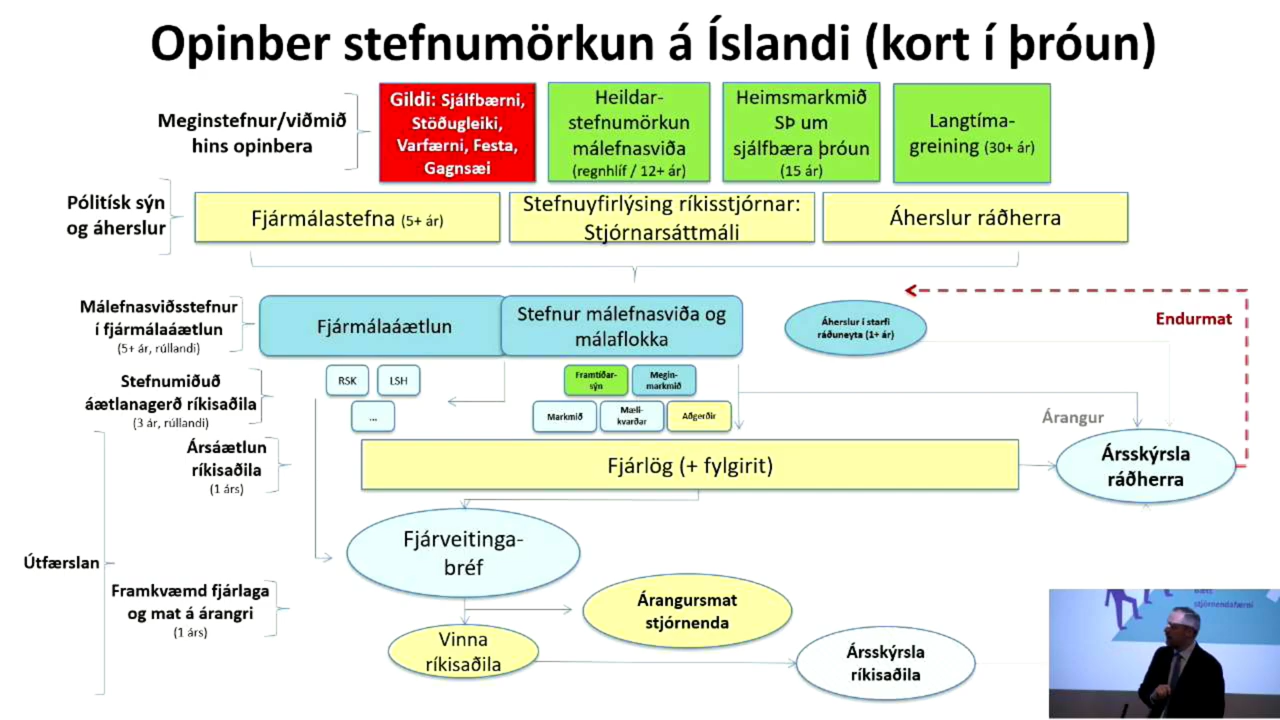 Opinber stefnumörkun á Íslandi (kort í þróun)
Meginstefnur/viðmið
hins opinbera
Gildi: Sjálfbærni,
Stöðugleiki,
Varfærni, Festa,
Gagnsæi
Heildar-
stefnumörkun
málefnasviða
(regnhlíf / 12+ ár)
Heimsmarkmið
SÞ um
sjálfbæra þróun
(15 ár)
Langtíma-
greining (30+ ár)
Pólitísk sýn
og áherslur
Fjármálastefna (5+ ár)
Stefnuyfirlýsing ríkisstjórnar:
Stjórnarsáttmáli
Áherslur ráðherra
Málefnasviðsstefnur
í fjármálaáætlun
(5+ ár, rúllandi)
Fjármálaáætlun
Stefnur málefnasviða og
málaflokka
Áherslur í starfi
ráðuneyta (1+ ár)
Endurmat
Stefnumiðuð
áætlanagerð ríkisaðila
(3 ár, rúllandi)
RSK
LSH
...
Framtíðar-
sýn
Megin-
markmið
Markmið
Mæli-
kvarðar
Aðgerðir
Árangur
Ársáætlun
ríkisaðila
(1 árs)
Fjárlög (+ fylgirit)
Ársskýrsla
ráðherra
Útfærslan
Fjárveitinga-
bréf
Framkvæmd fjárlaga
og mat á árangri
(1 árs)
Árangursmat
stjórnenda
Vinna
ríkisaðila
Ársskýrsla
ríkisaðila
stjórnendafærni